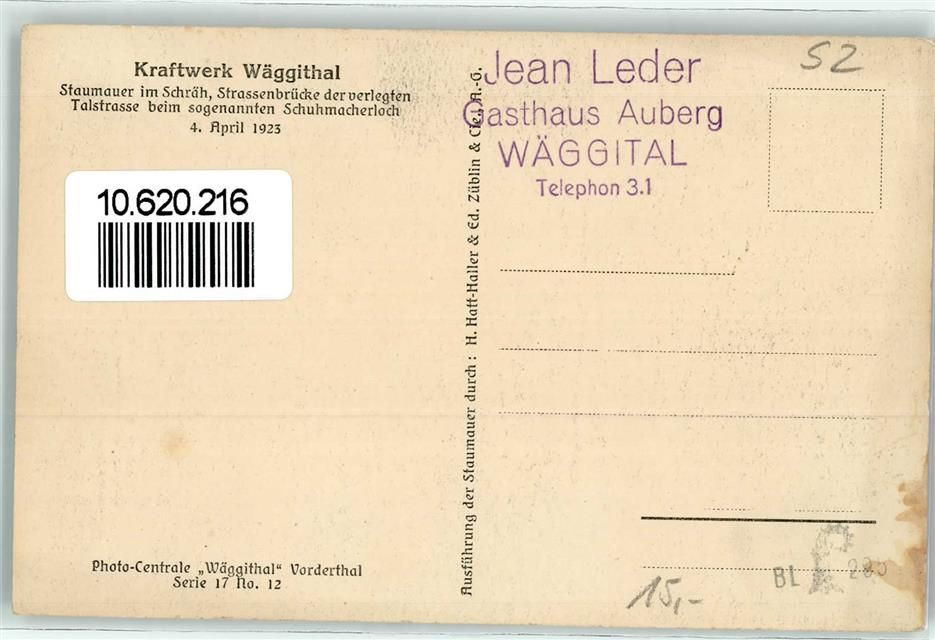 Kraftwerk Wäggithal
Staumauer im Schräh, Strassenbrücke der verlegten
Talstrasse beim sogenannten Schuhmacherloch
4. April 1923
10.620.216
Photo-Centrale „Wäggithal“ Vorderthal
Serie 17 No. 12
Ausführung der Staumauer durch: H. Hatt-Haller & Ed. Züblin & Cie. A.-G.
Jean Leder
Gasthaus Auberg
WÄGGITAL
Telephon 3.1
S2
BL
15,-